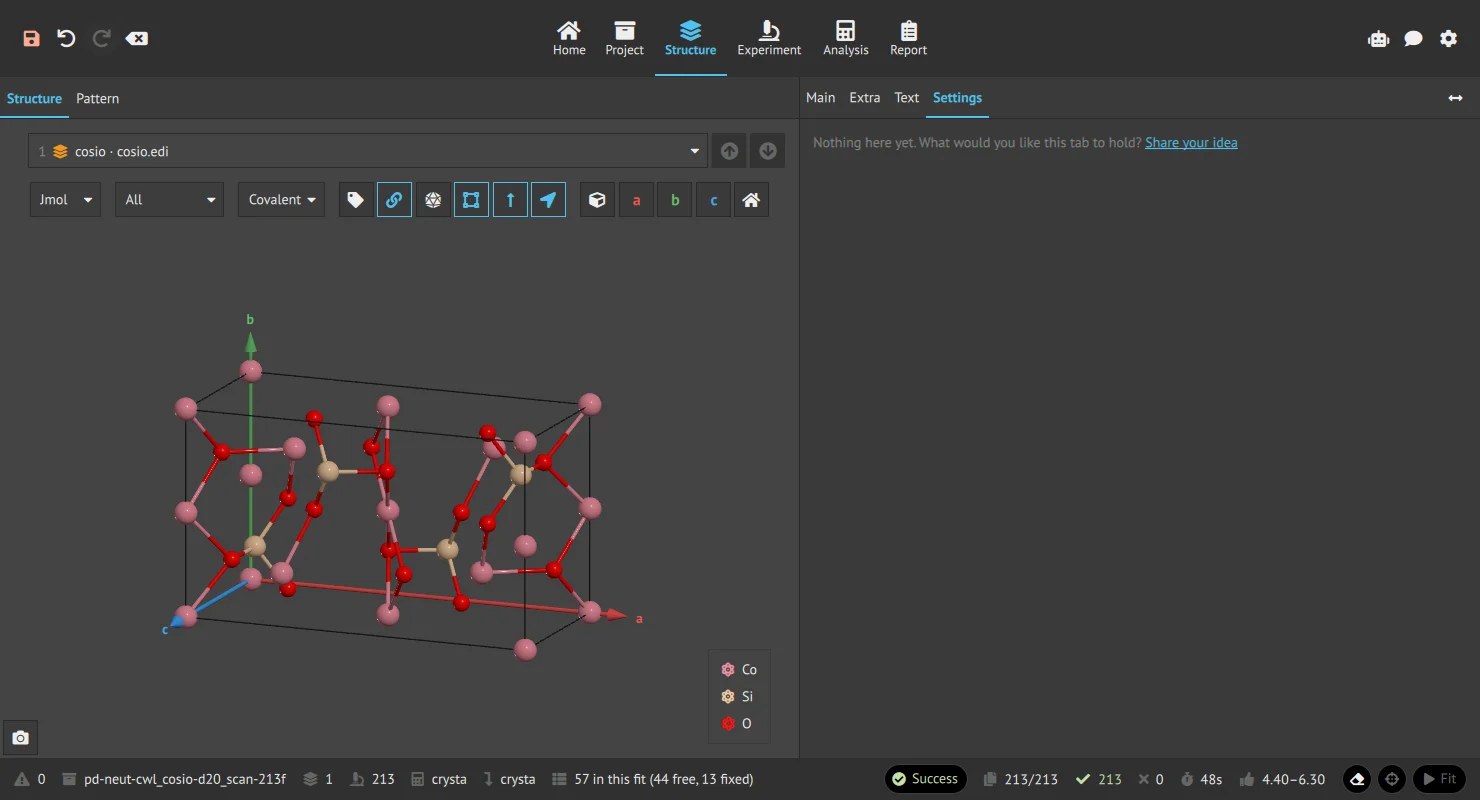 Home Project Structure Experiment Analysis Report
Structure Pattern
Main Extra Text Settings
1 cosio · cosio.edi
Nothing here yet. What would you like this tab to hold? Share your idea
Jmol All Covalent a b c
b
a
c
Co
Si
O
0 pd-neut-cwl_cosio-d20_scan-213f 1 213 crysta crysta 57 in this fit (44 free, 13 fixed) Success 213/213 213 0 48s 4.40–6.30 Fit